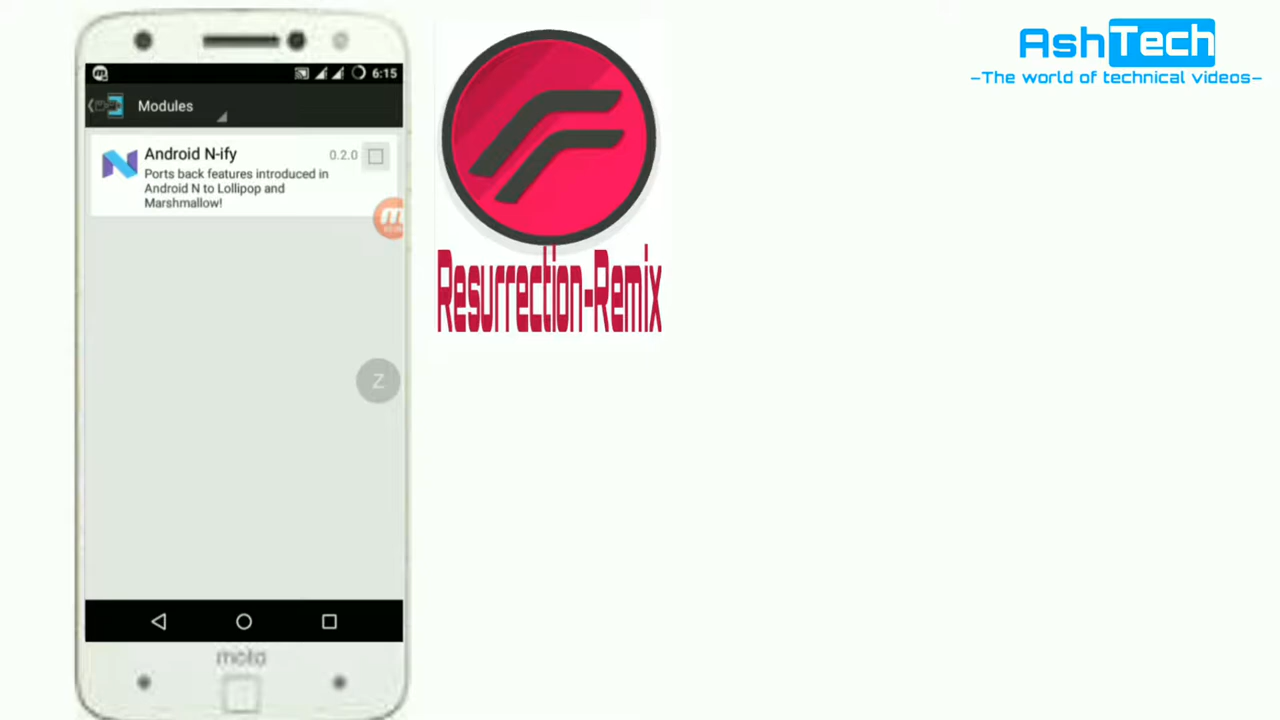 6:15
Modules
Android N-ify
0.2.0
Ports back features introduced in
Android N to Lollipop and
Marshmallow!
Z
moto
Resurrection-Remix
AshTech
–The world of technical videos–